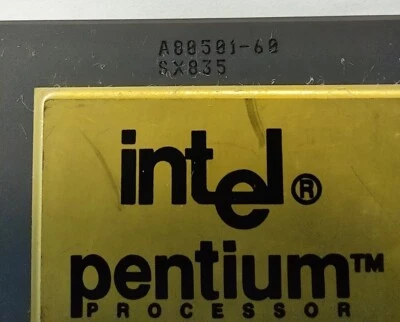 A80501-60
SX835
intel®
pentium™
PROCESSOR